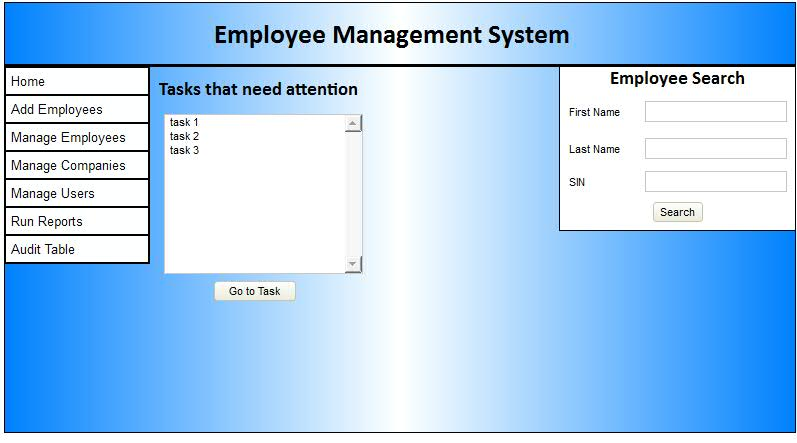 Employee Management System
Home
Add Employees
Manage Employees
Manage Companies
Manage Users
Run Reports
Audit Table
Tasks that need attention
task 1
task 2
task 3
Go to Task
Employee Search
First Name
Last Name
SIN
Search